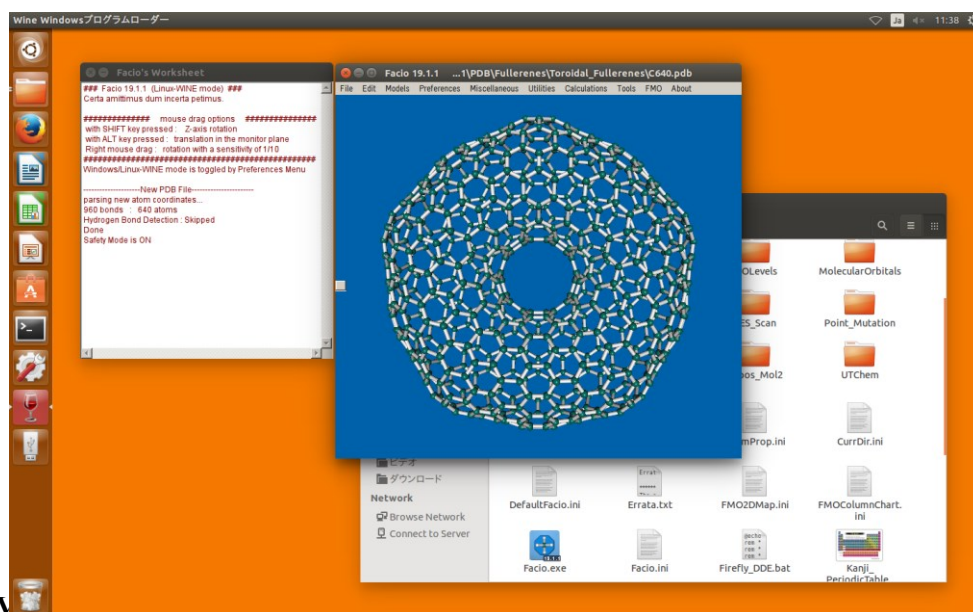 Wine Windowsプログラムローダー
Ja
11:38
Facio's Worksheet
### Facio 19.1.1 (Linux-WINE mode) ###
Certa amittimus dum incerta petimus.
############## mouse drag options ###############
with SHIFT key pressed : Z-axis rotation
with ALT key pressed : translation in the monitor plane
Right mouse drag : rotation with a sensitivity of 1/10
##################################################
Windows/Linux-WINE mode is toggled by Preferences Menu
--------------------New PDB File----------------------
parsing new atom coordinates...
960 bonds : 640 atoms
Hydrogen Bond Detection : Skipped
Done
Safety Mode is ON
Facio 19.1.1 ...1\PDB\Fullerenes\Toroidal_Fullerenes\C640.pdb
File Edit Models Preferences Miscellaneous Utilities Calculations Tools FMO About
OLevels
MolecularOrbitals
ES_Scan
Point_Mutation
os_Mol2
UTChem
mProp.ini
CurrDir.ini
ビデオ
ダウンロード
Network
Browse Network
Connect to Server
DefaultFacio.ini
Errata.txt
FMO2DMap.ini
FMOColumnChart.
ini
Facio.exe
Facio.ini
Firefly_DDE.bat
Kanji_
PeriodicTable